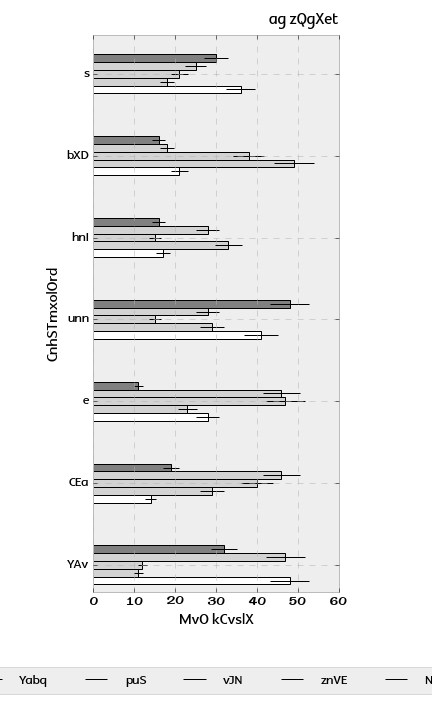 ag zQgXet
s
bXD
hnI
unn
e
CEa
YAv
CnhSTmxolOrd
0 10 20 30 40 50 60
MvO kCvslX
Yabq puS vJN znVE N